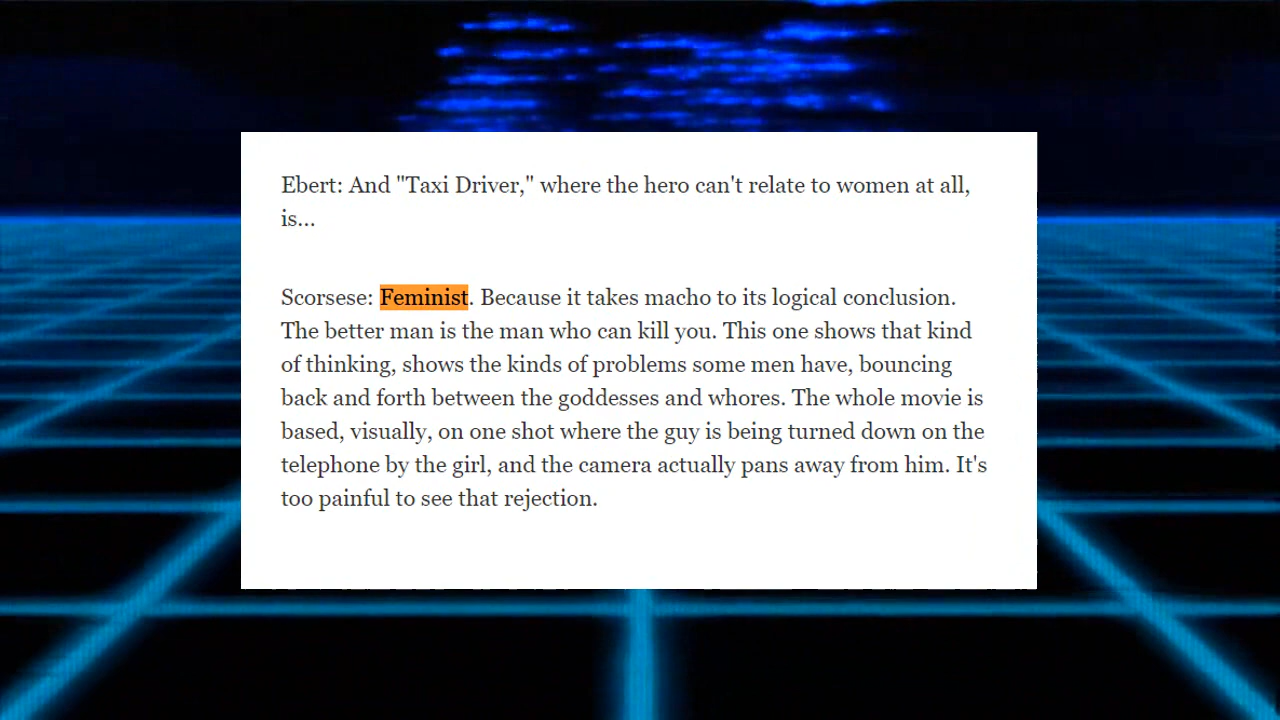 Ebert: And "Taxi Driver," where the hero can't relate to women at all,
is...
Scorsese: Feminist. Because it takes macho to its logical conclusion.
The better man is the man who can kill you. This one shows that kind
of thinking, shows the kinds of problems some men have, bouncing
back and forth between the goddesses and whores. The whole movie is
based, visually, on one shot where the guy is being turned down on the
telephone by the girl, and the camera actually pans away from him. It's
too painful to see that rejection.